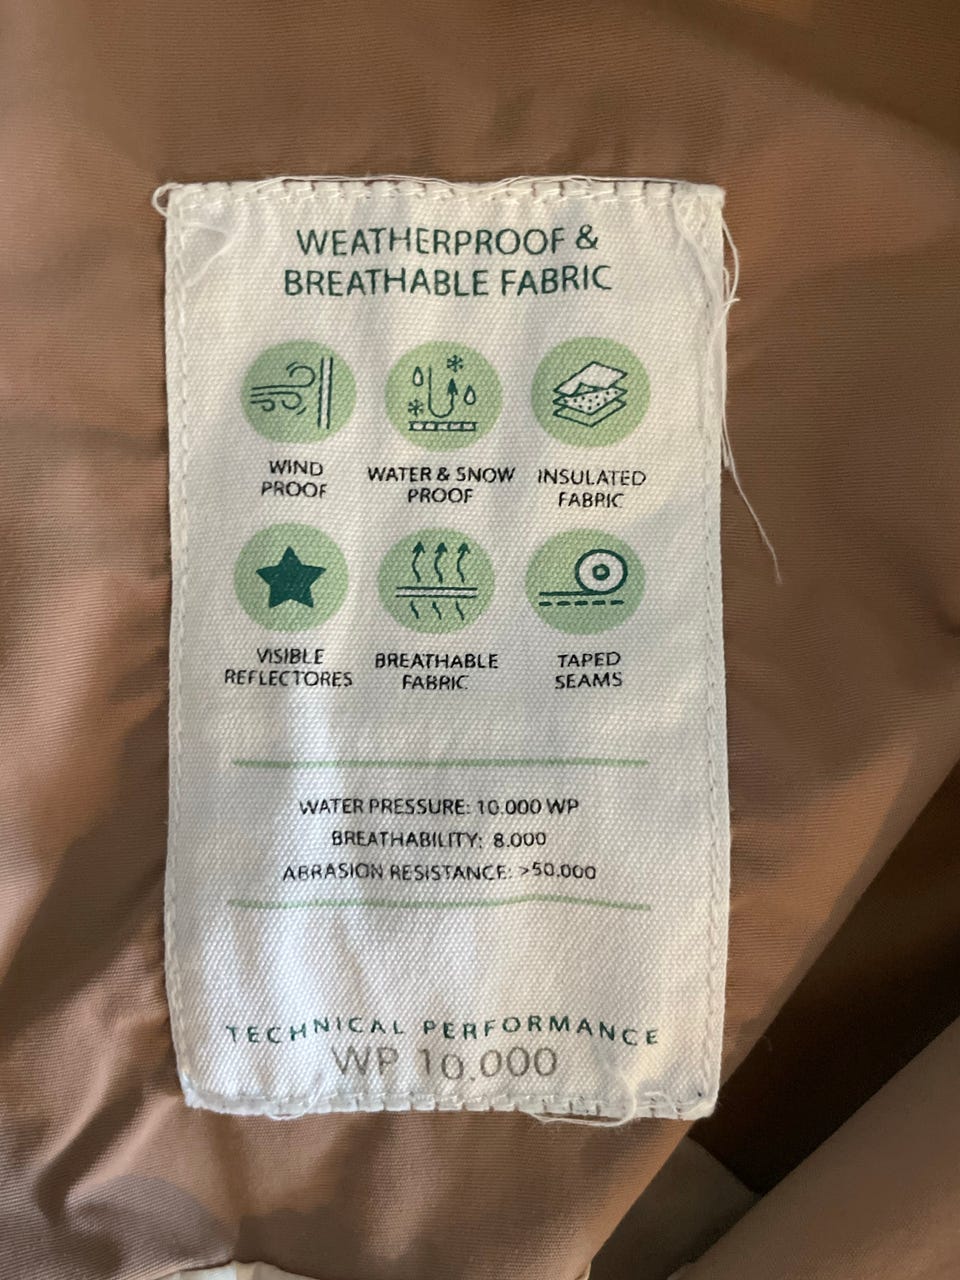 WEATHERPROOF &
BREATHABLE FABRIC
WIND
PROOF
WATER & SNOW
PROOF
INSULATED
FABRIC
VISIBLE
REFLECTORES
BREATHABLE
FABRIC
TAPED
SEAMS
WATER PRESSURE: 10.000 WP
BREATHABILITY: 8.000
ABRASION RESISTANCE: >50.000
TECHNICAL PERFORMANCE
WP 10.000